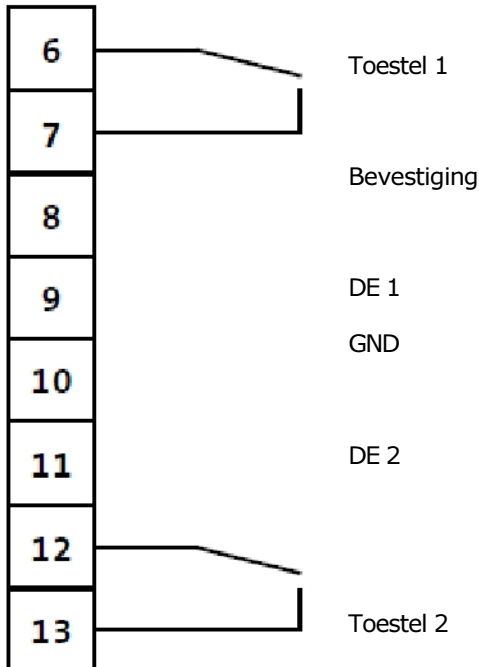 6
Toestel 1
7
Bevestiging
8
9
DE 1
GND
10
11
DE 2
12
13
Toestel 2